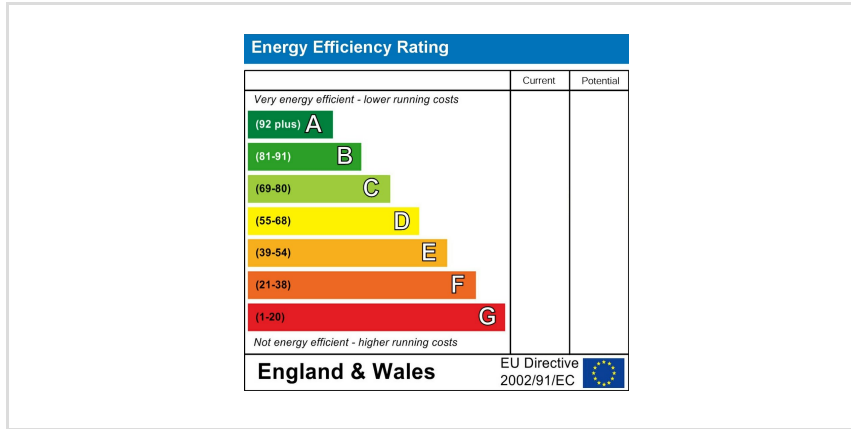 Energy Efficiency Rating
Current Potential
Very energy efficient - lower running costs
(92 plus) A
(81-91) B
(69-80) C
(55-68) D
(39-54) E
(21-38) F
(1-20) G
Not energy efficient - higher running costs
England & Wales
EU Directive
2002/91/EC